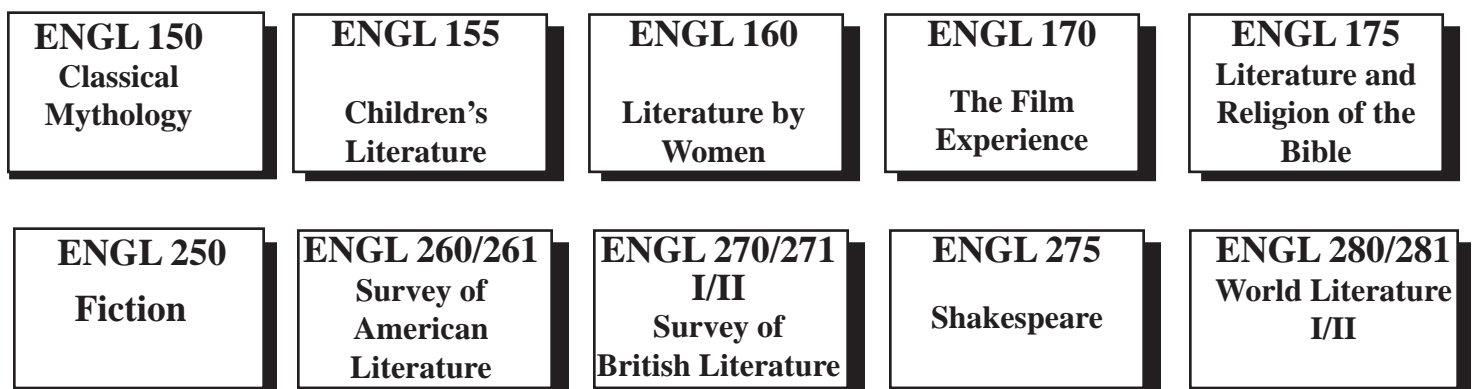 ENGL 150
Classical
Mythology
ENGL 155
Children’s
Literature
ENGL 160
Literature by
Women
ENGL 170
The Film
Experience
ENGL 175
Literature and
Religion of the
Bible
ENGL 250
Fiction
ENGL 260/261
Survey of
American
Literature
ENGL 270/271
I/II
Survey of
British Literature
ENGL 275
Shakespeare
ENGL 280/281
World Literature
I/II